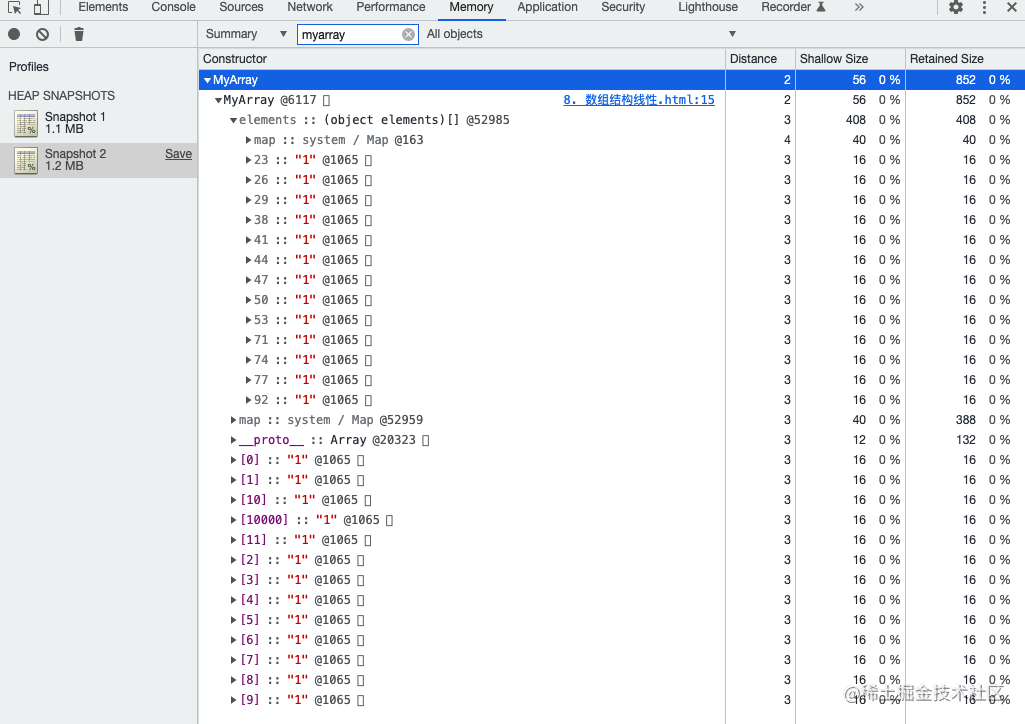 Elements Console Sources Network Performance Memory Application Security Lighthouse Recorder
Summary myarray All objects
Profiles
HEAP SNAPSHOTS
Snapshot 1
1.1 MB
Snapshot 2 Save
1.2 MB
Constructor Distance Shallow Size Retained Size
MyArray 2 56 0 % 852 0 %
MyArray @6117 8. 数组结构线性.html:15 2 56 0 % 852 0 %
elements :: (object elements)[] @52985 3 408 0 % 408 0 %
map :: system / Map @163 4 40 0 % 40 0 %
23 :: "1" @1065 3 16 0 % 16 0 %
26 :: "1" @1065 3 16 0 % 16 0 %
29 :: "1" @1065 3 16 0 % 16 0 %
38 :: "1" @1065 3 16 0 % 16 0 %
41 :: "1" @1065 3 16 0 % 16 0 %
44 :: "1" @1065 3 16 0 % 16 0 %
47 :: "1" @1065 3 16 0 % 16 0 %
50 :: "1" @1065 3 16 0 % 16 0 %
53 :: "1" @1065 3 16 0 % 16 0 %
71 :: "1" @1065 3 16 0 % 16 0 %
74 :: "1" @1065 3 16 0 % 16 0 %
77 :: "1" @1065 3 16 0 % 16 0 %
92 :: "1" @1065 3 16 0 % 16 0 %
map :: system / Map @52959 3 40 0 % 388 0 %
__proto__ :: Array @20323 3 12 0 % 132 0 %
[0] :: "1" @1065 3 16 0 % 16 0 %
[1] :: "1" @1065 3 16 0 % 16 0 %
[10] :: "1" @1065 3 16 0 % 16 0 %
[10000] :: "1" @1065 3 16 0 % 16 0 %
[11] :: "1" @1065 3 16 0 % 16 0 %
[2] :: "1" @1065 3 16 0 % 16 0 %
[3] :: "1" @1065 3 16 0 % 16 0 %
[4] :: "1" @1065 3 16 0 % 16 0 %
[5] :: "1" @1065 3 16 0 % 16 0 %
[6] :: "1" @1065 3 16 0 % 16 0 %
[7] :: "1" @1065 3 16 0 % 16 0 %
[8] :: "1" @1065 3 16 0 % 16 0 %
[9] :: "1" @1065 3 16 0 % 16 0 %
@稀土掘金技术社区